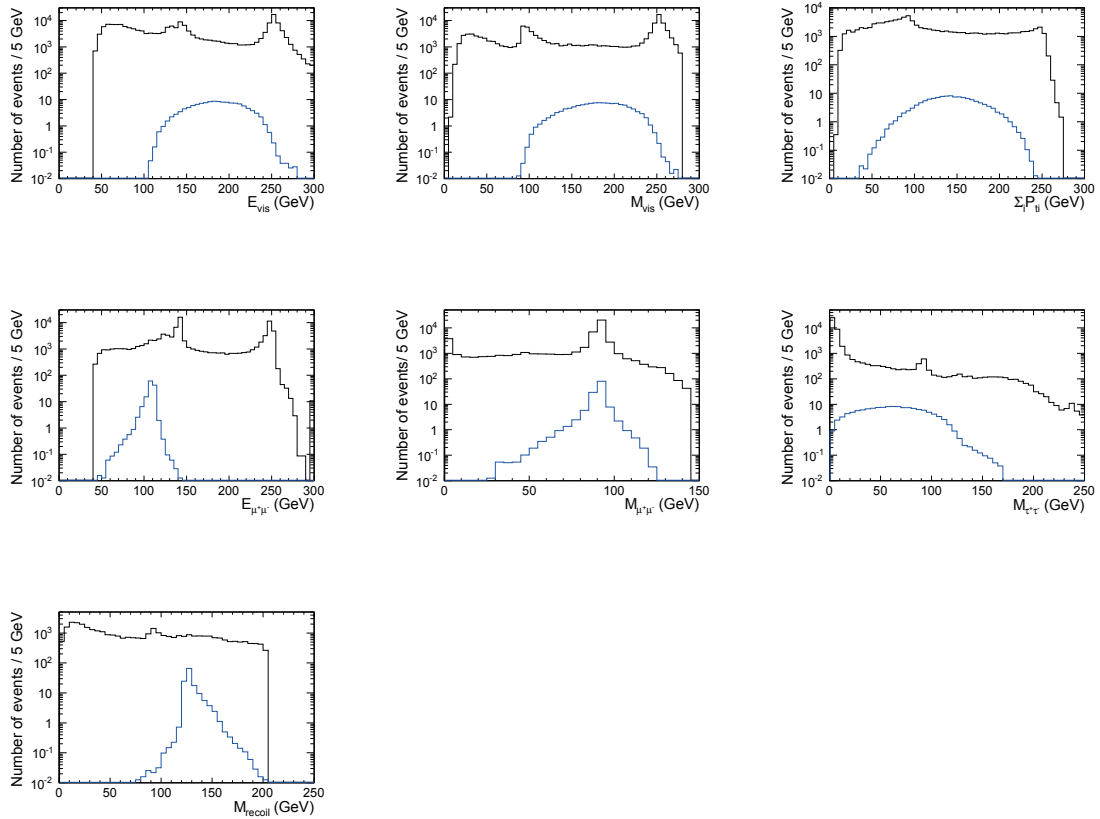 Number of events / 5 GeV
10⁴
10³
10²
10
1
10⁻¹
10⁻²
0 50 100 150 200 250 300
E_vis (GeV)
Number of events / 5 GeV
10⁴
10³
10²
10
1
10⁻¹
10⁻²
0 50 100 150 200 250 300
M_vis (GeV)
Number of events / 5 GeV
10⁴
10³
10²
10
1
10⁻¹
10⁻²
0 50 100 150 200 250 300
Σ_iP_ti (GeV)
Number of events / 5 GeV
10⁴
10³
10²
10
1
10⁻¹
10⁻²
0 50 100 150 200 250 300
E_μ⁺μ⁻ (GeV)
Number of events/ 5 GeV
10⁴
10³
10²
10
1
10⁻¹
10⁻²
0 50 100 150
M_μ⁺μ⁻ (GeV)
Number of events / 5 GeV
10⁴
10³
10²
10
1
10⁻¹
10⁻²
0 50 100 150 200 250
M_τ⁺τ⁻ (GeV)
Number of events / 5 GeV
10³
10²
10
1
10⁻¹
10⁻²
0 50 100 150 200 250
M_recoil (GeV)